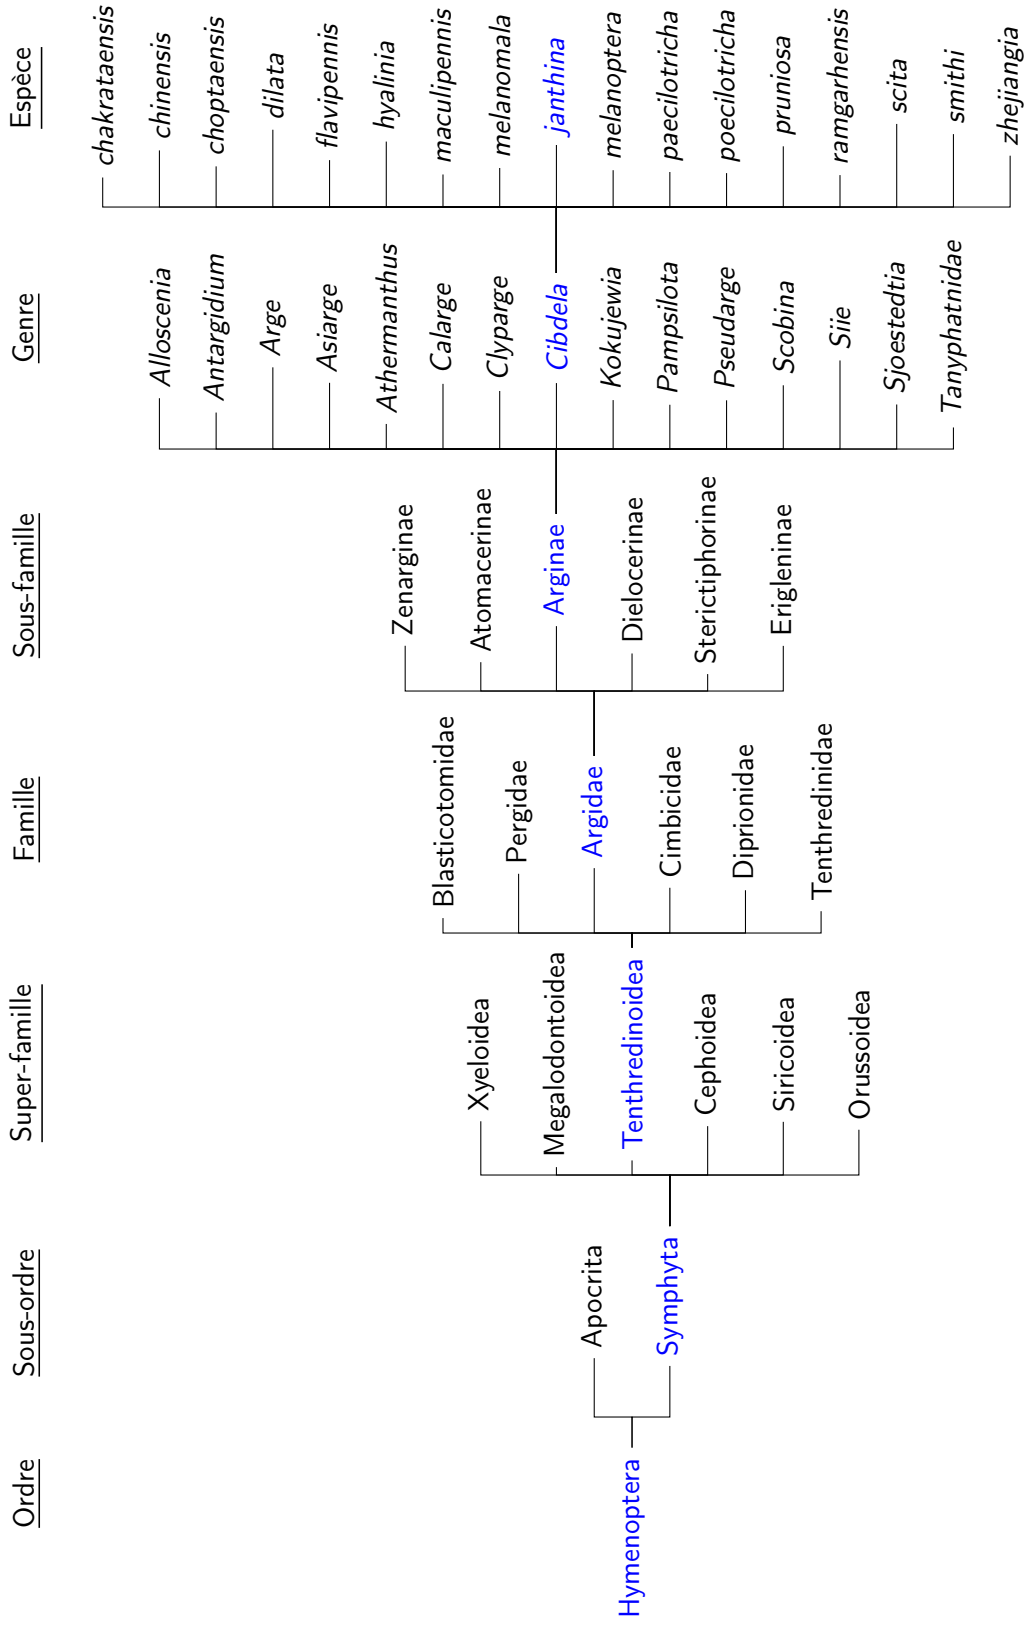 Ordre
Sous-ordre
Super-famille
Famille
Sous-famille
Genre
Espèce
Hymenoptera
Apocrita
Symphyta
Xyeloidea
Megalodontoidea
Tenthredinoidea
Cephoidea
Siricoidea
Orussoidea
Blasticotomidae
Pergidae
Argidae
Cimbicidae
Diprionidae
Tenthredinidae
Zenarginae
Atomacerinae
Arginae
Dielocerinae
Sterictiphorinae
Erigleninae
Alloscenia
Antargidium
Arge
Asiarge
Athermanthus
Calarge
Clyparge
Cibdela
Kokujewia
Pampsilota
Pseudarge
Scobina
Siie
Sjoestedtia
Tanyphatnidae
chakrataensis
chinensis
choptaensis
dilata
flavipennis
hyalinia
maculipennis
melanomala
janthina
melanoptera
paecilotricha
poecilotricha
pruniosa
ramgarhensis
scita
smithi
zhejiangia